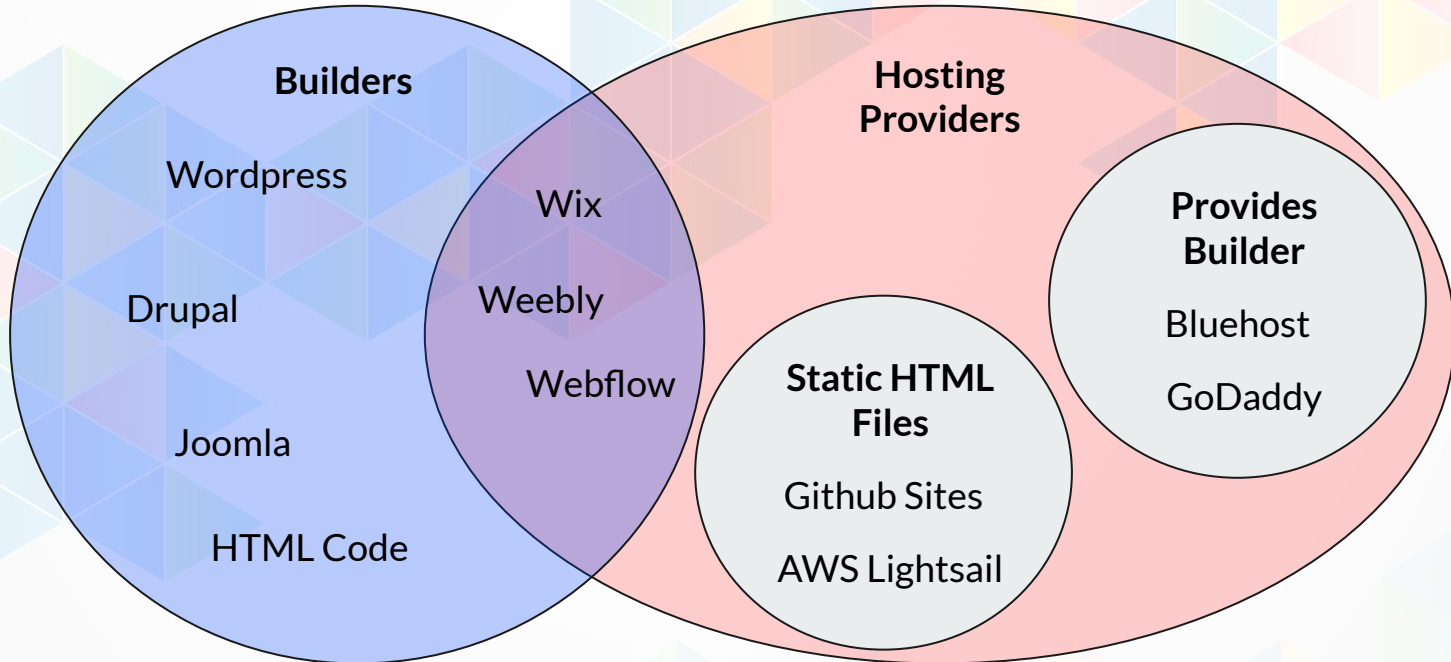 Builders
Wordpress
Drupal
Joomla
HTML Code
Wix
Weebly
Webflow
Hosting
Providers
Static HTML
Files
Github Sites
AWS Lightsail
Provides
Builder
Bluehost
GoDaddy